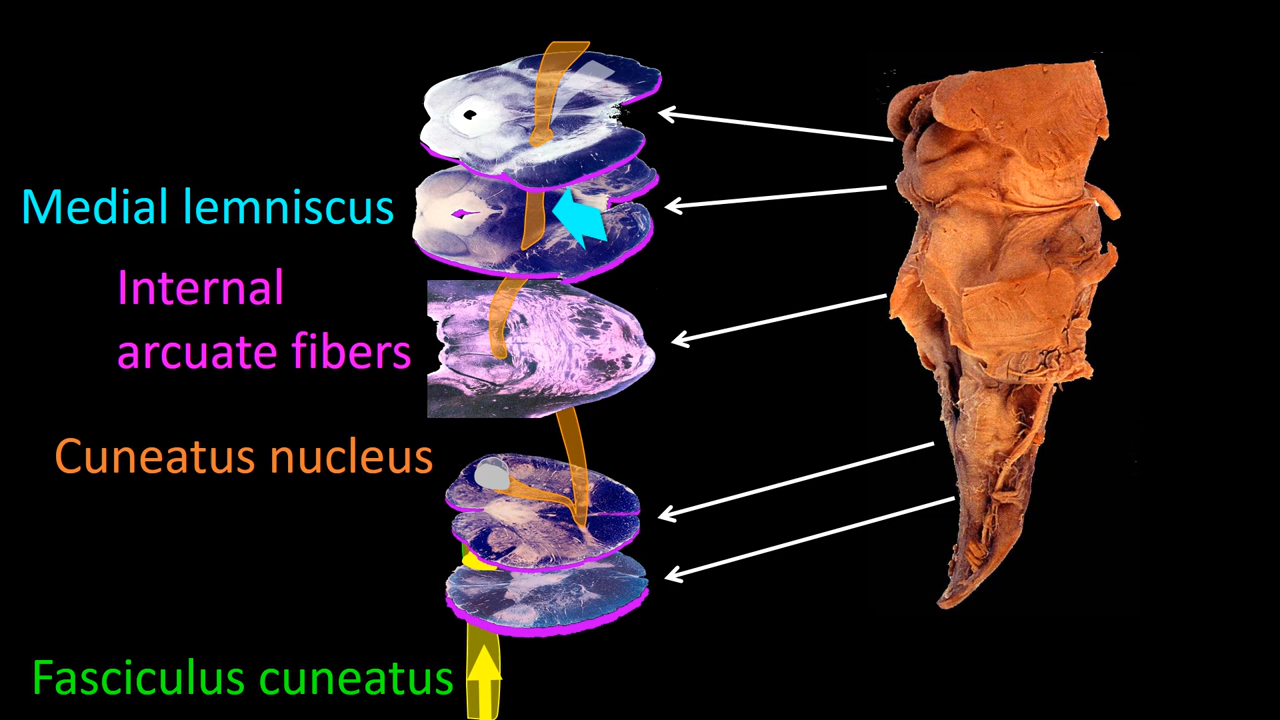 Medial lemniscus
Internal
arcuate fibers
Cuneatus nucleus
Fasciculus cuneatus